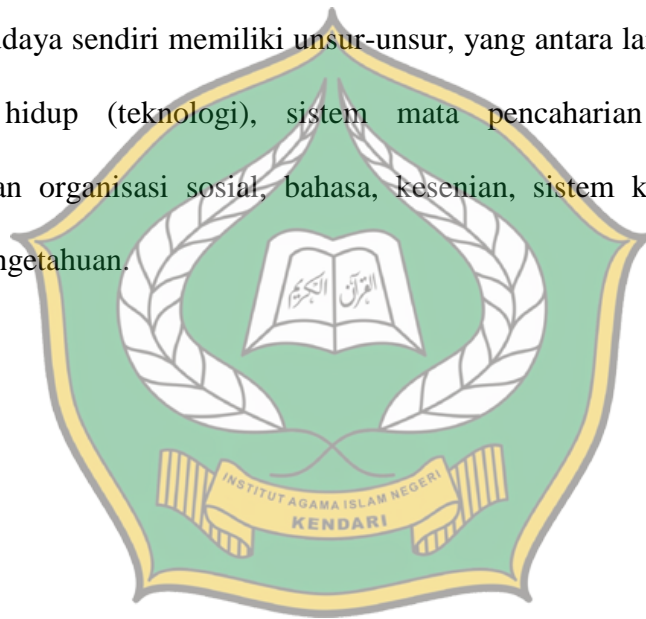 daya sendiri memiliki unsur-unsur, yang antara la
hidup (teknologi), sistem mata pencaharian
an organisasi sosial, bahasa, kesenian, sistem k
ngetahuan.
القرآن الكريم
INSTITUT AGAMA ISLAM NEGERI
KENDARI